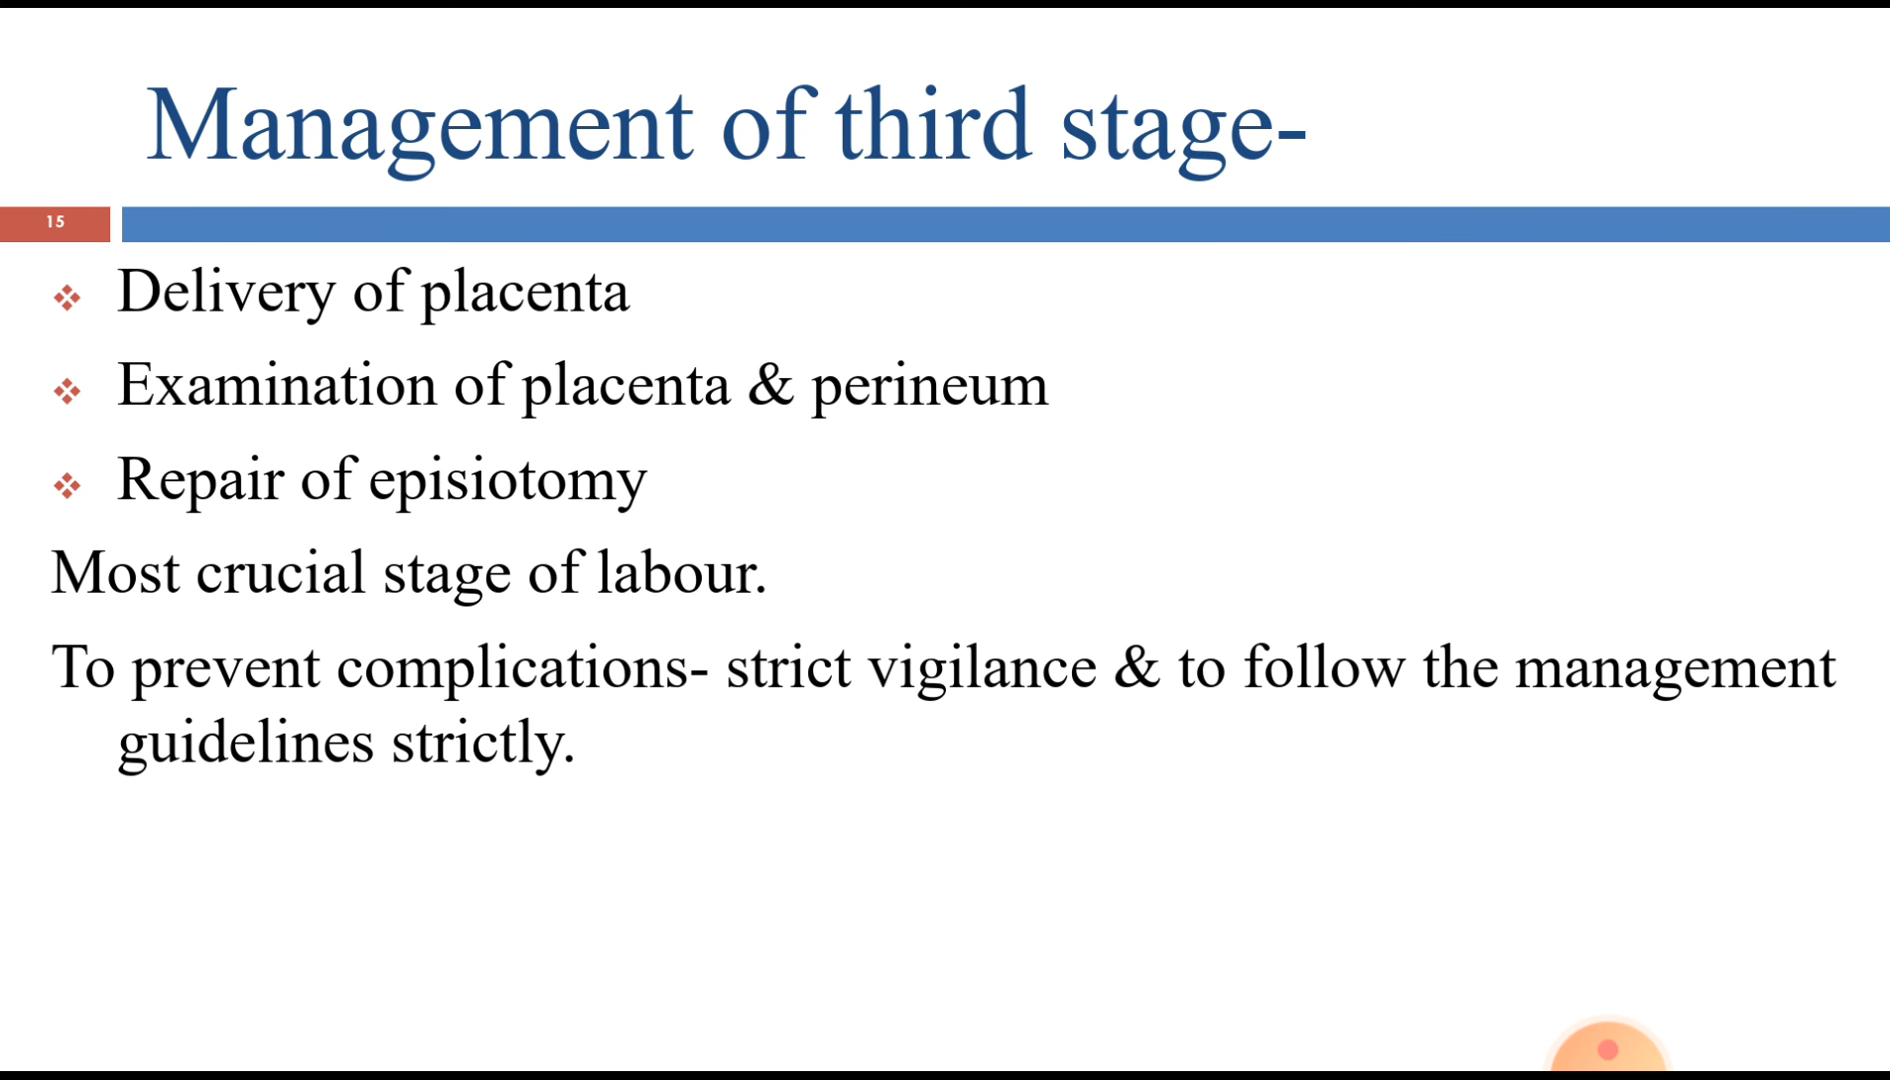 Management of third stage-
15
Delivery of placenta
Examination of placenta & perineum
Repair of episiotomy
Most crucial stage of labour.
To prevent complications- strict vigilance & to follow the management
guidelines strictly.